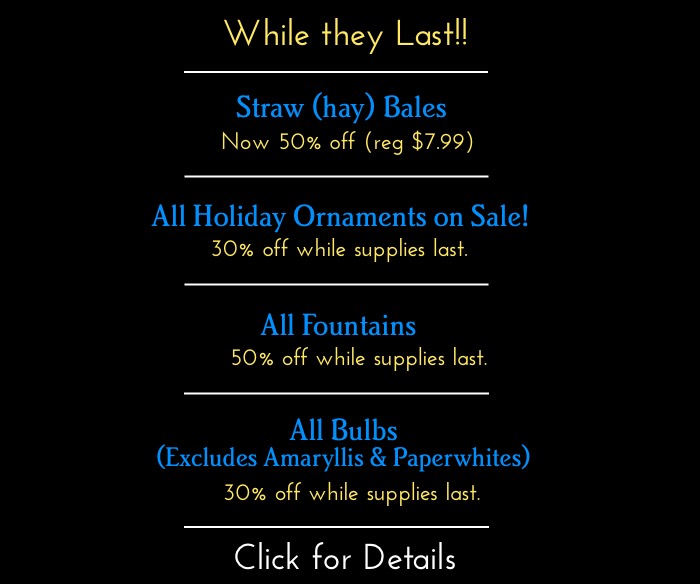 While they Last!!
Straw (hay) Bales
Now 50% off (reg $7.99)
All Holiday Ornaments on Sale!
30% off while supplies last.
All Fountains
50% off while supplies last.
All Bulbs
(Excludes Amaryllis & Paperwhites)
30% off while supplies last.
Click for Details